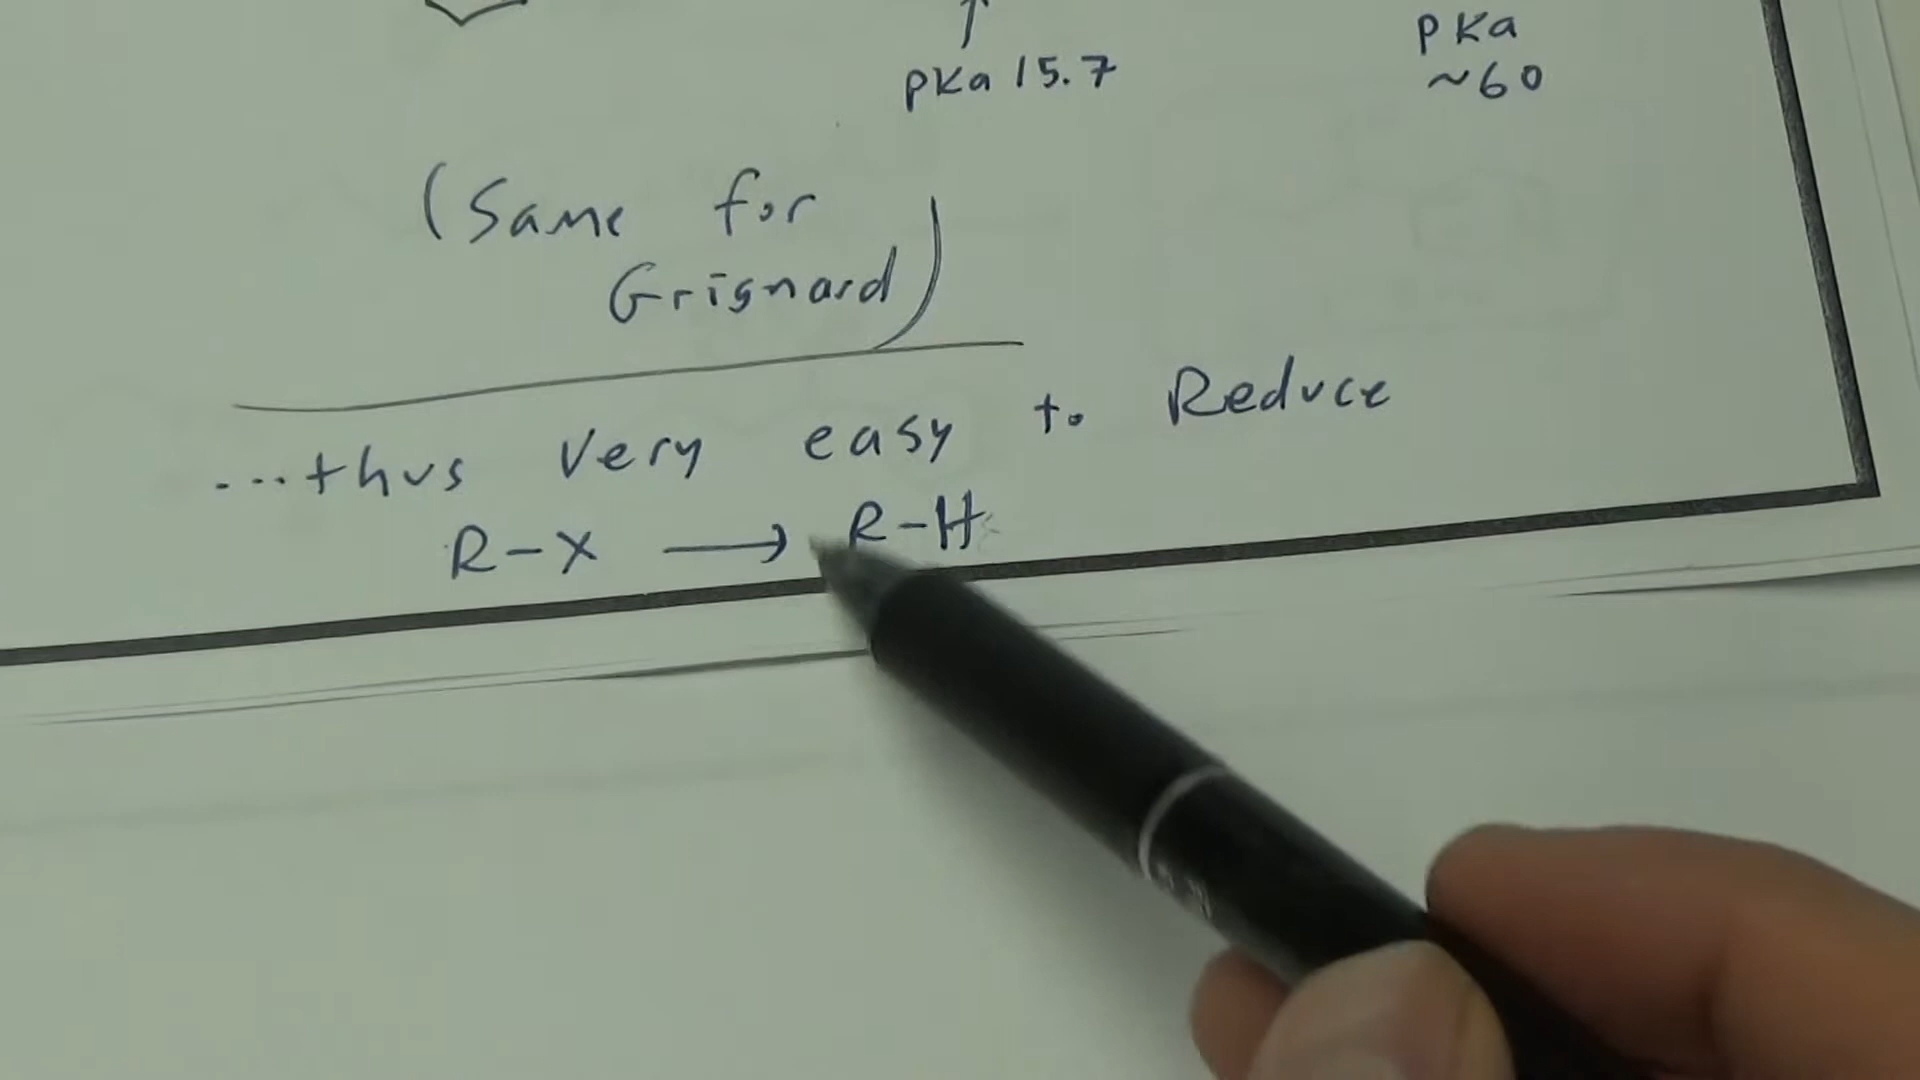 pKa 15.7
pKa
~60
(Same for
Grignard)
...thus very easy to Reduce
R-X → R-H